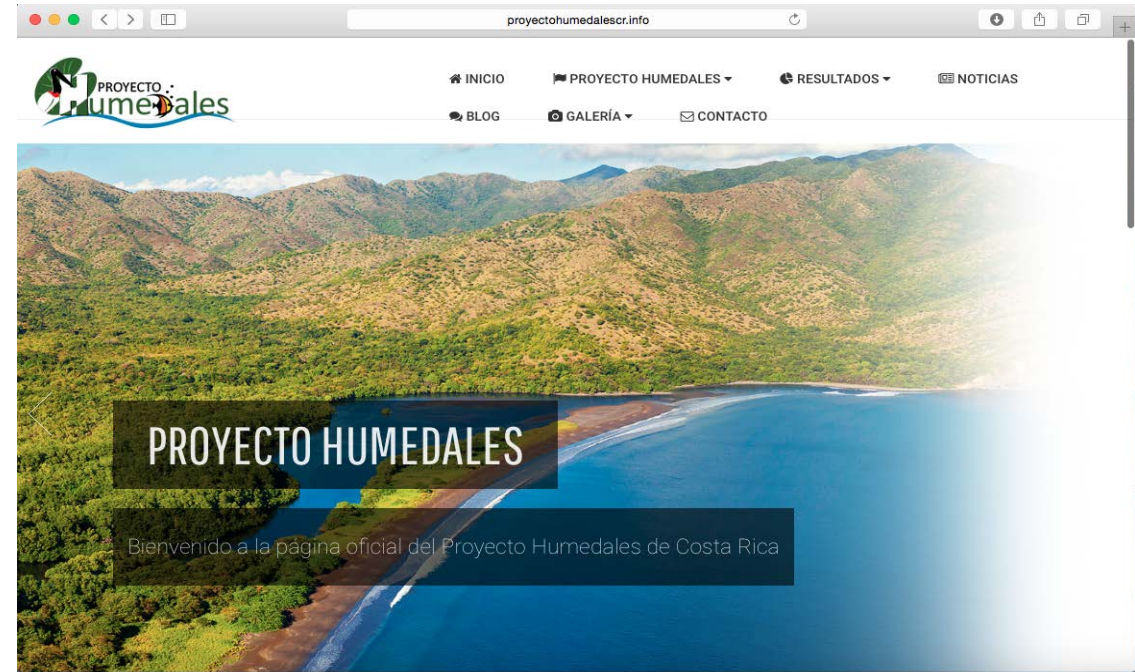 proyectohumedalescr.info
PROYECTO
Humedales
INICIO
PROYECTO HUMEDALES
RESULTADOS
NOTICIAS
BLOG
GALERÍA
CONTACTO
PROYECTO HUMEDALES
Bienvenido a la página oficial del Proyecto Humedales de Costa Rica